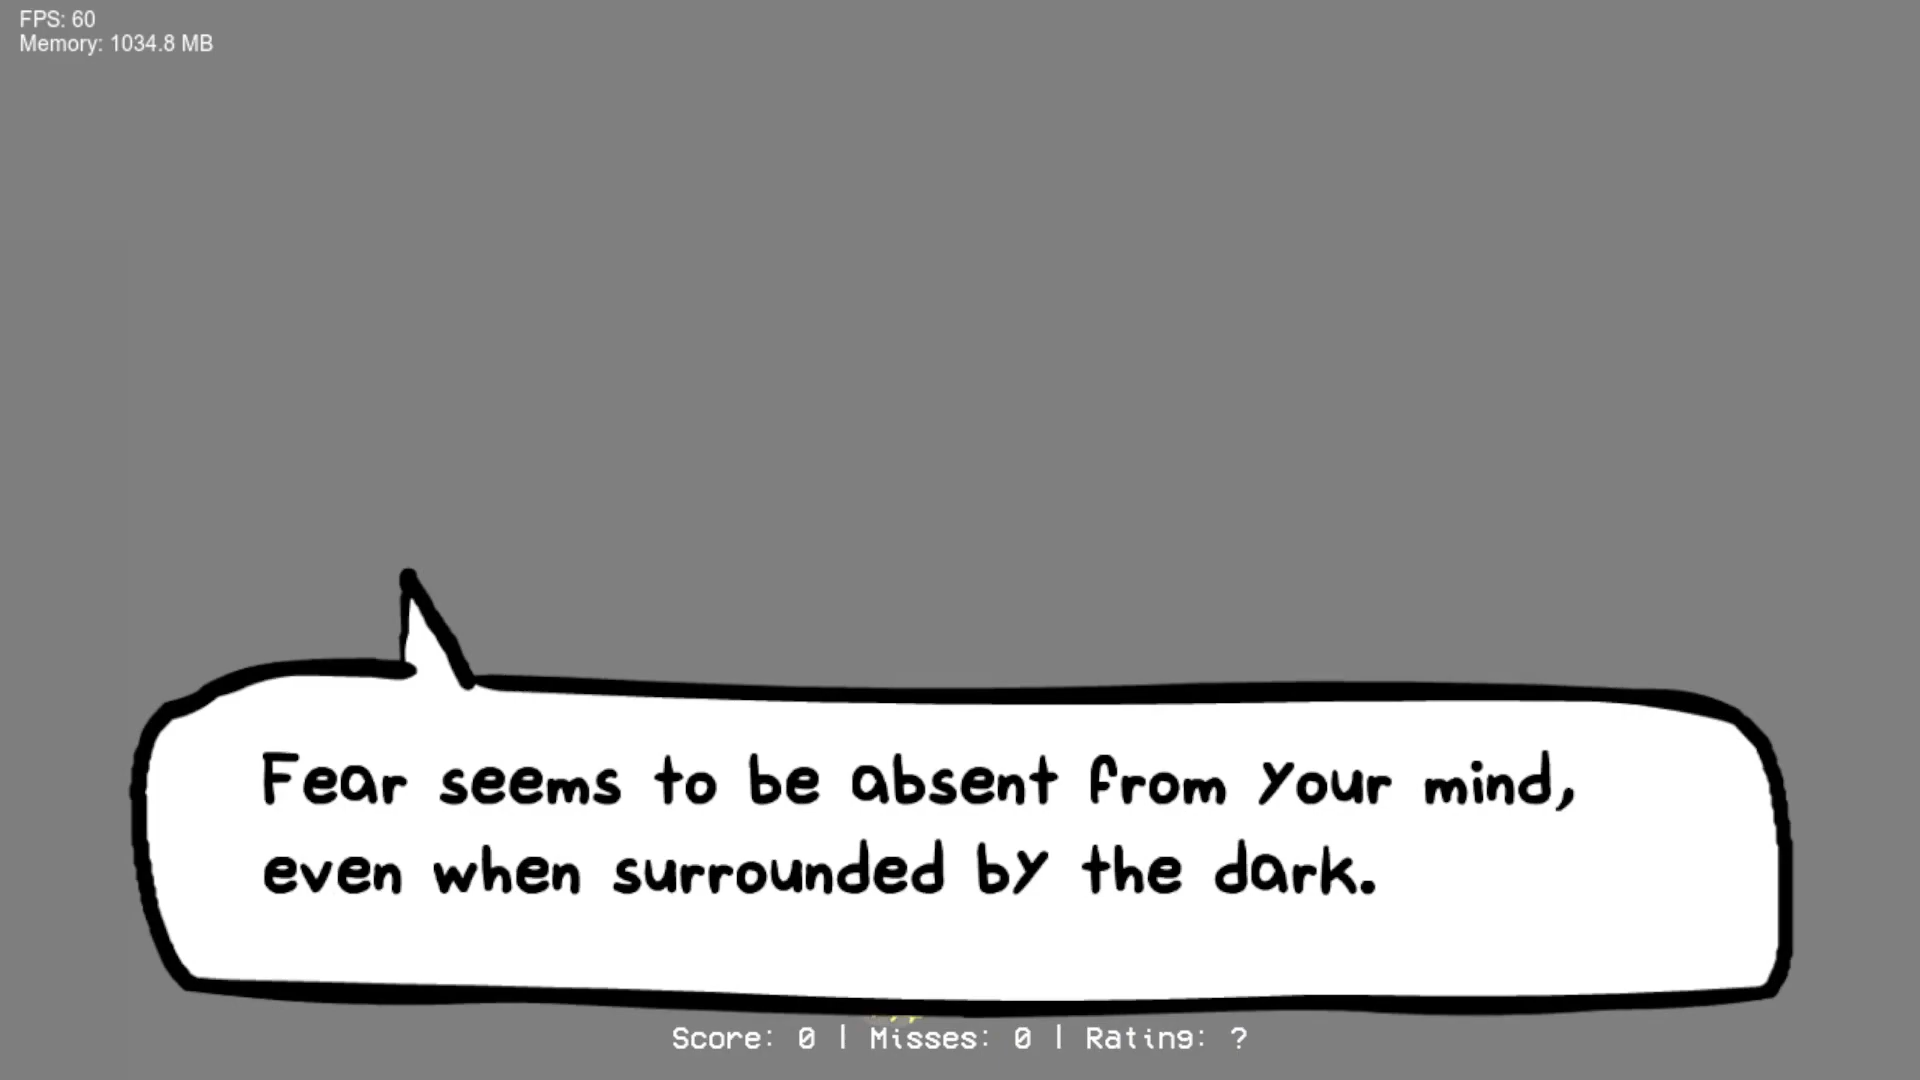 FPS: 60
Memory: 1034.8 MB
Fear seems to be absent from your mind,
even when surrounded by the dark.
Score: 0 | Misses: 0 | Rating: ?